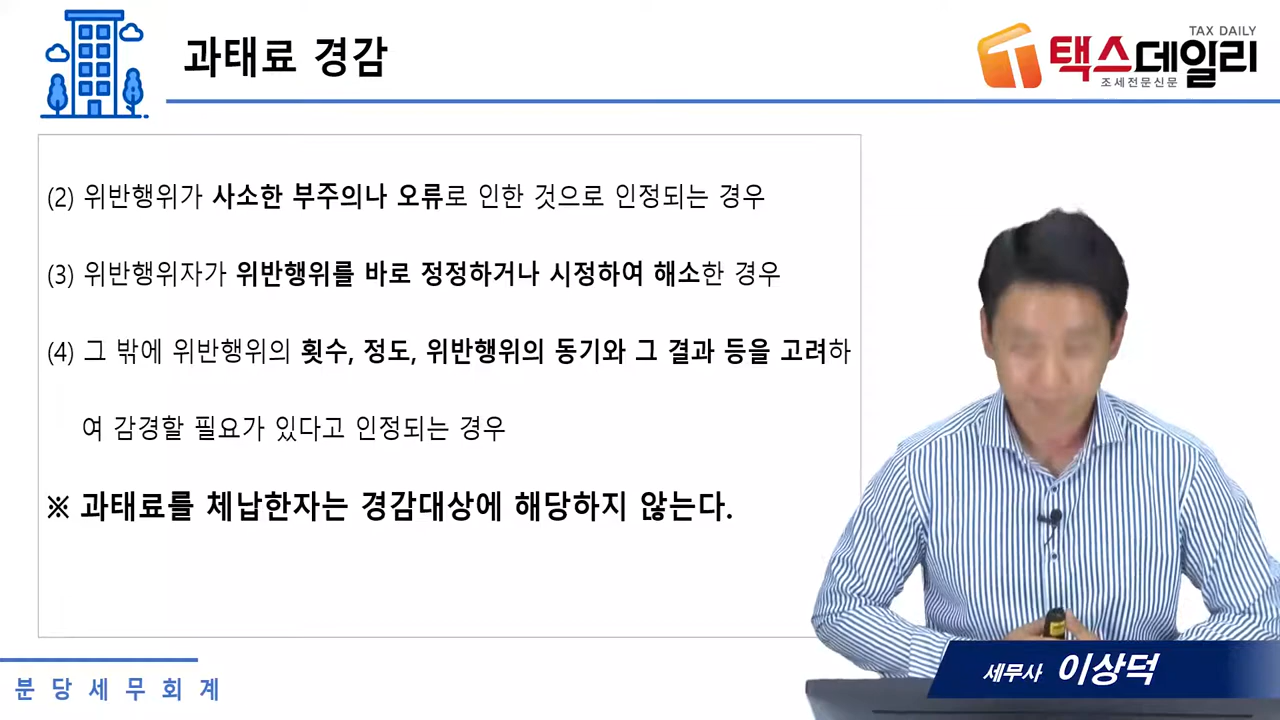 과태료 경감
TAX DAILY
택스데일리
조세전문신문
(2) 위반행위가 사소한 부주의나 오류로 인한 것으로 인정되는 경우
(3) 위반행위자가 위반행위를 바로 정정하거나 시정하여 해소한 경우
(4) 그 밖에 위반행위의 횟수, 정도, 위반행위의 동기와 그 결과 등을 고려하
여 감경할 필요가 있다고 인정되는 경우
※ 과태료를 체납한자는 경감대상에 해당하지 않는다.
분당세무회계
세무사 이상덕